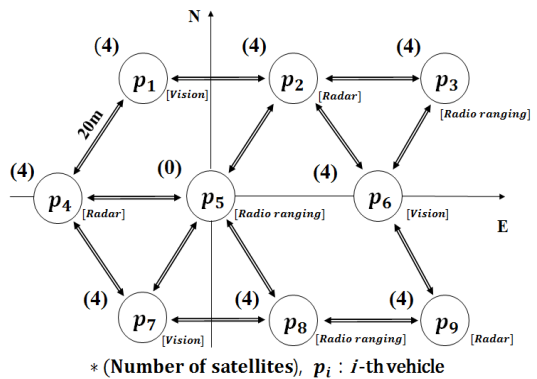 N
(4) (4) (4)
p₁ p₂ p₃
[Vision] [Radar] [Radio ranging]
20m
(4) (0) (4)
p₄ p₅ p₆
[Radar] [Radio ranging] [Vision]
E
(4) (4) (4)
p₇ p₈ p₉
[Vision] [Radio ranging] [Radar]
* (Number of satellites), pᵢ : i-th vehicle